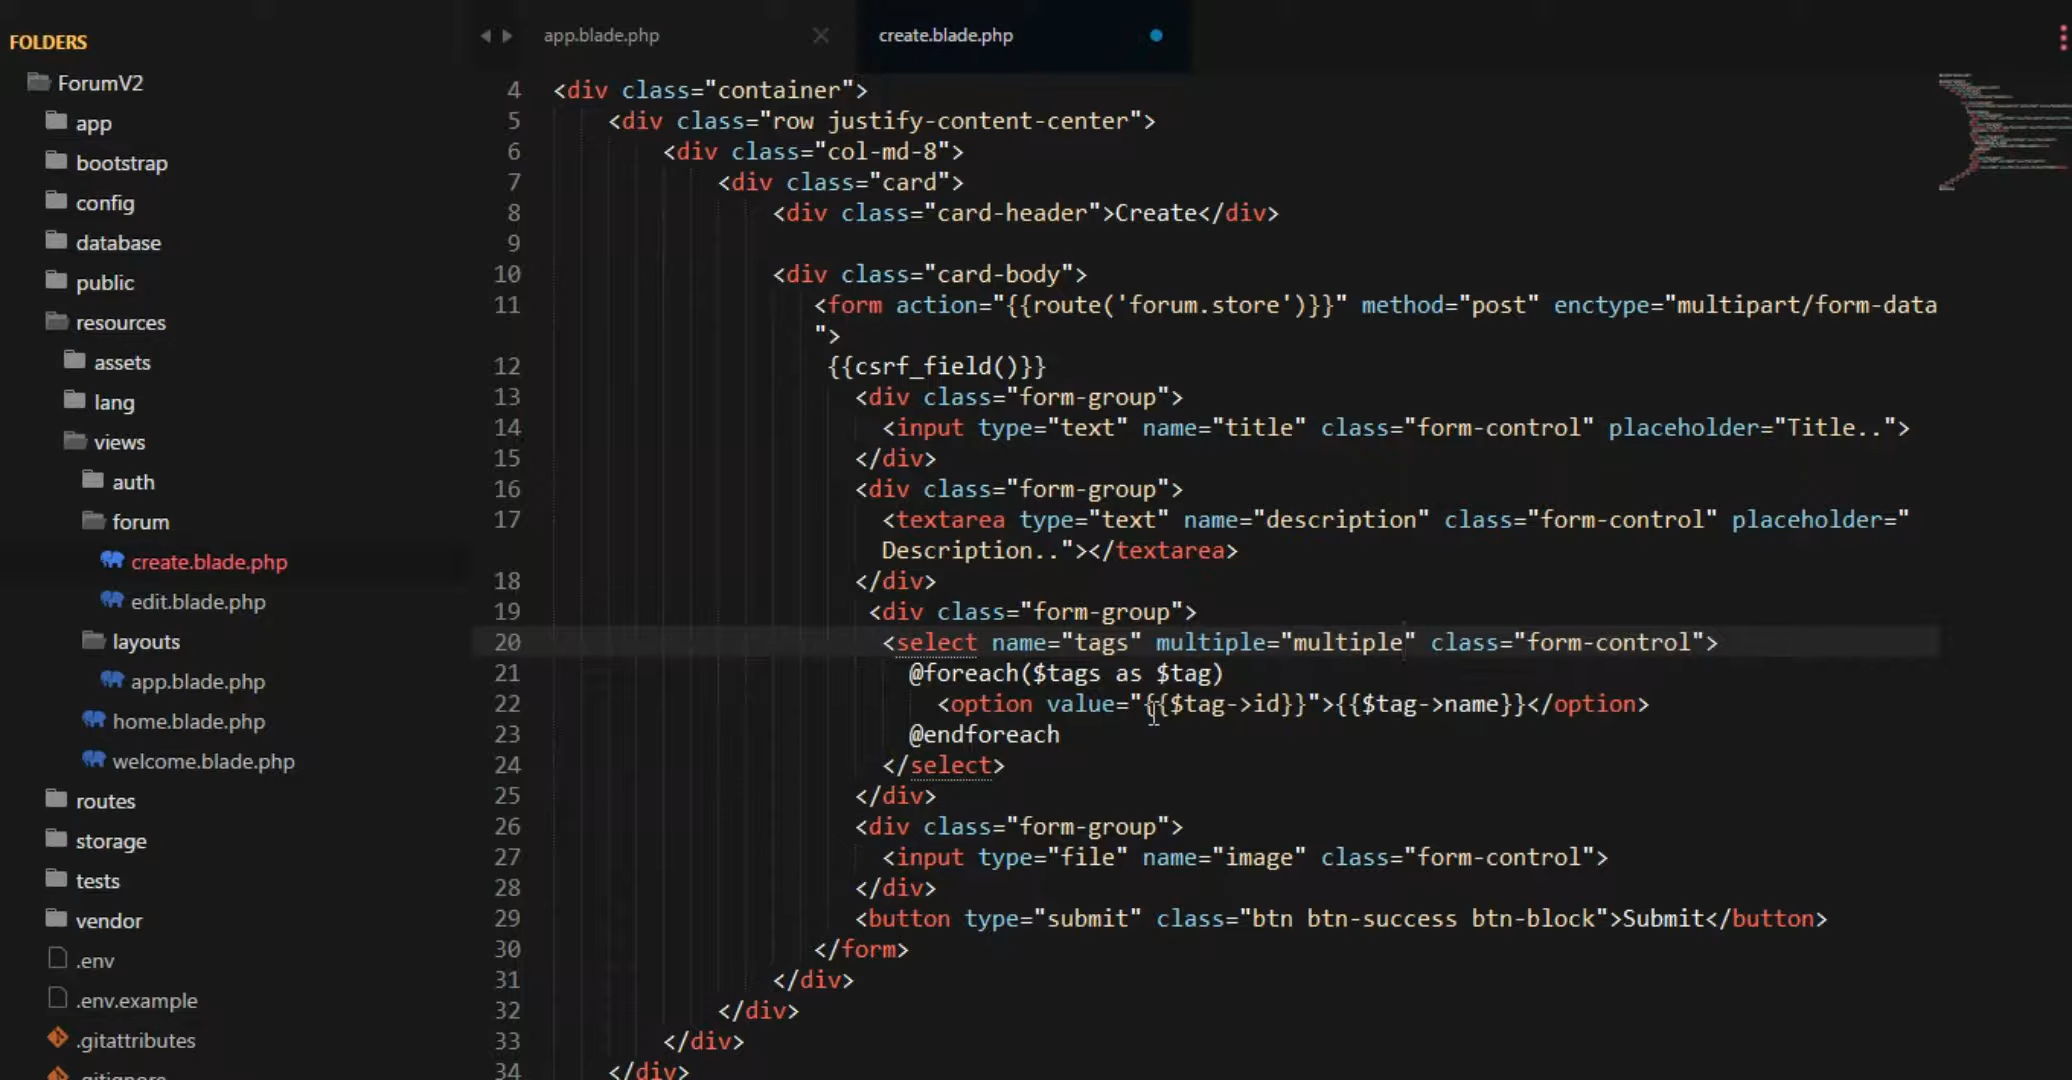 FOLDERS
ForumV2
app
bootstrap
config
database
public
resources
assets
lang
views
auth
forum
create.blade.php
edit.blade.php
layouts
app.blade.php
home.blade.php
welcome.blade.php
routes
storage
tests
vendor
.env
.env.example
.gitattributes
.gitignore
app.blade.php
create.blade.php
4 <div class="container">
5 <div class="row justify-content-center">
6 <div class="col-md-8">
7 <div class="card">
8 <div class="card-header">Create</div>
9
10 <div class="card-body">
11 <form action="{{route('forum.store')}}" method="post" enctype="multipart/form-data
">
12 {{csrf_field()}}
13 <div class="form-group">
14 <input type="text" name="title" class="form-control" placeholder="Title..">
15 </div>
16 <div class="form-group">
17 <textarea type="text" name="description" class="form-control" placeholder="
Description.."></textarea>
18 </div>
19 <div class="form-group">
20 <select name="tags" multiple="multiple" class="form-control">
21 @foreach($tags as $tag)
22 <option value="{{$tag->id}}">{{$tag->name}}</option>
23 @endforeach
24 </select>
25 </div>
26 <div class="form-group">
27 <input type="file" name="image" class="form-control">
28 </div>
29 <button type="submit" class="btn btn-success btn-block">Submit</button>
30 </form>
31 </div>
32 </div>
33 </div>
34 </div>